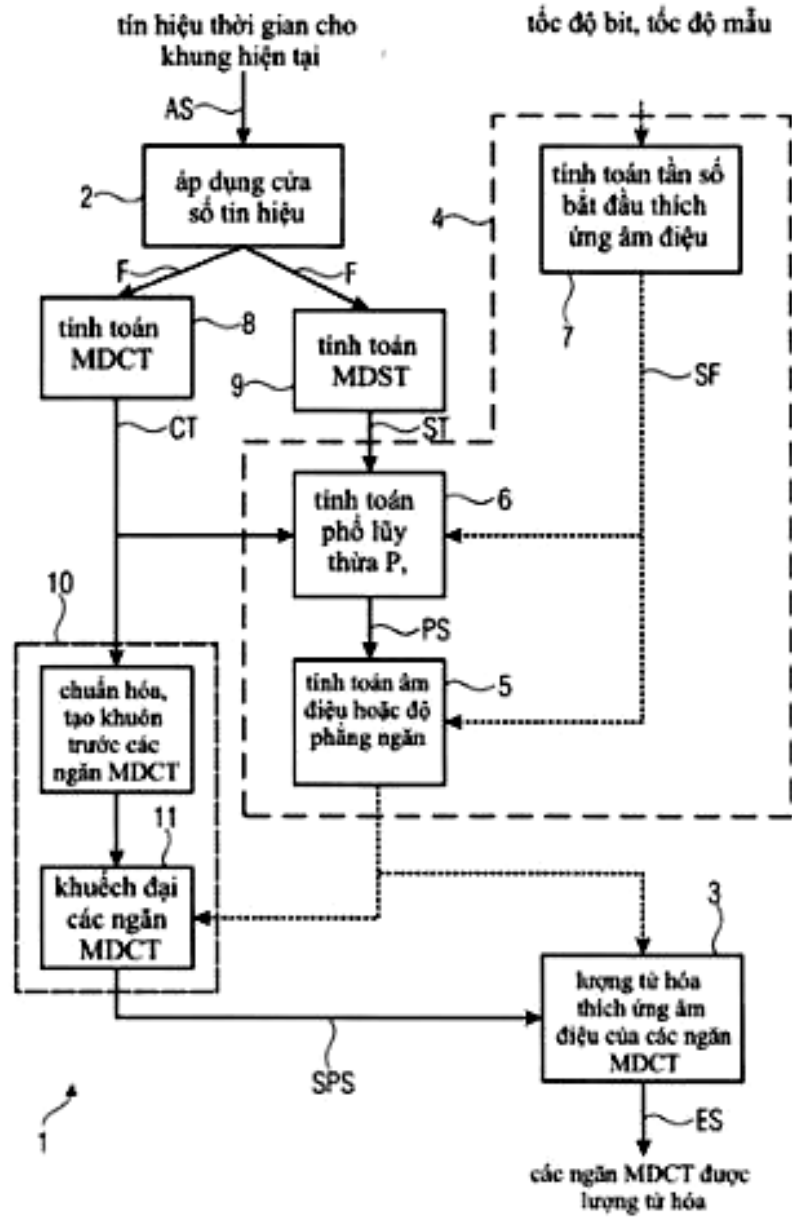 tín hiệu thời gian cho
khung hiện tại
tốc độ bit, tốc độ mẫu
AS
2
áp dụng cửa
sổ tín hiệu
4
tính toán tần số
bắt đầu thích
ứng âm điệu
7
F
F
tính toán
MDCT
8
tính toán
MDST
9
SF
CT
ST
tính toán
phổ lũy
thừa P,
6
10
PS
chuẩn hóa,
tạo khuôn
trước các
ngăn MDCT
tính toán âm
điệu hoặc độ
phẳng ngăn
5
11
khuếch đại
các ngăn
MDCT
3
lượng tử hóa
thích ứng âm
điệu của các ngăn
MDCT
SPS
1
ES
các ngăn MDCT được
lượng tử hóa